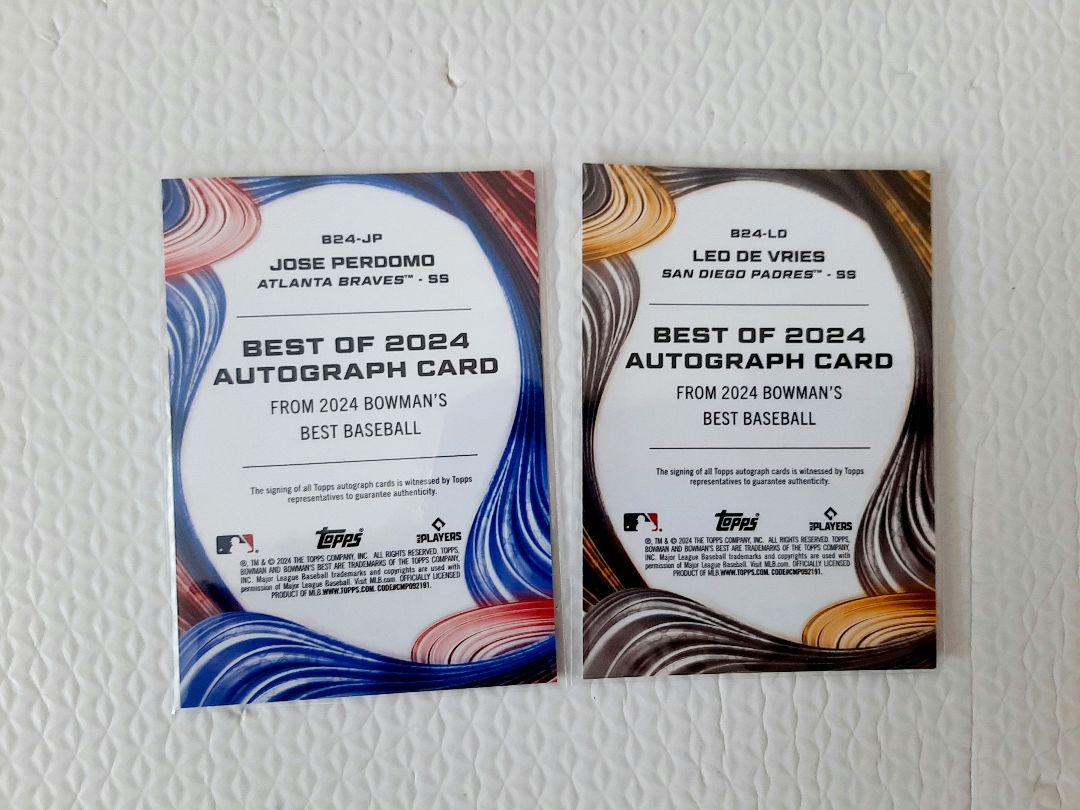 B24-JP
JOSE PERDOMO
ATLANTA BRAVES™ - SS
BEST OF 2024
AUTOGRAPH CARD
FROM 2024 BOWMAN'S
BEST BASEBALL
The signing of all Topps autograph cards is witnessed by Topps
representatives to guarantee authenticity.
Topps
MLB PLAYERS
®, TM & © 2024 THE TOPPS COMPANY, INC. ALL RIGHTS RESERVED. TOPPS,
BOWMAN AND BOWMAN'S BEST ARE TRADEMARKS OF THE TOPPS COMPANY,
INC. Major League Baseball trademarks and copyrights are used with
permission of Major League Baseball. Visit MLB.com. OFFICIALLY LICENSED
PRODUCT OF MLB.WWW.TOPPS.COM. CODE#CMP092191.
B24-LD
LEO DE VRIES
SAN DIEGO PADRES™ - SS
BEST OF 2024
AUTOGRAPH CARD
FROM 2024 BOWMAN'S
BEST BASEBALL
The signing of all Topps autograph cards is witnessed by Topps
representatives to guarantee authenticity.
Topps
MLB PLAYERS
®, TM & © 2024 THE TOPPS COMPANY, INC. ALL RIGHTS RESERVED. TOPPS,
BOWMAN AND BOWMAN'S BEST ARE TRADEMARKS OF THE TOPPS COMPANY,
INC. Major League Baseball trademarks and copyrights are used with
permission of Major League Baseball. Visit MLB.com. OFFICIALLY LICENSED
PRODUCT OF MLB.WWW.TOPPS.COM. CODE#CMP092191.